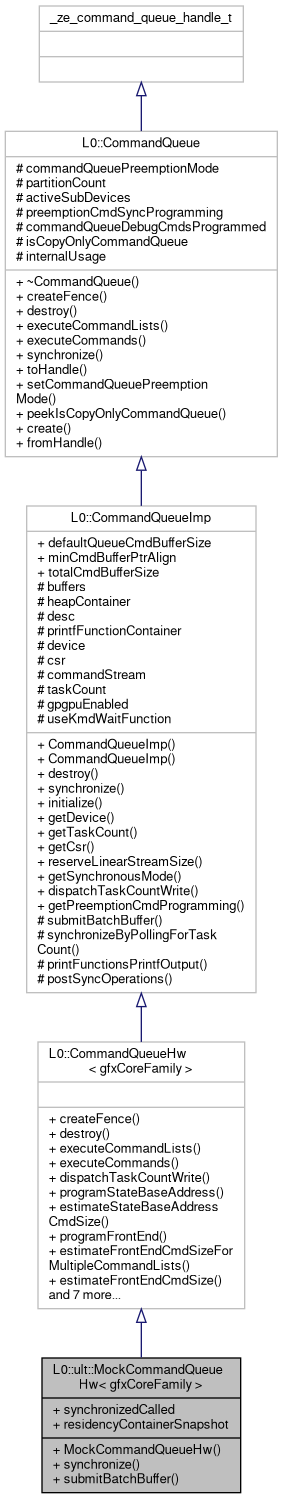 _ze_command_queue_handle_t
L0::CommandQueue
# commandQueuePreemptionMode
# partitionCount
# activeSubDevices
# preemptionCmdSyncProgramming
# commandQueueDebugCmdsProgrammed
# isCopyOnlyCommandQueue
# internalUsage
+ ~CommandQueue()
+ createFence()
+ destroy()
+ executeCommandLists()
+ executeCommands()
+ synchronize()
+ toHandle()
+ setCommandQueuePreemption
Mode()
+ peekIsCopyOnlyCommandQueue()
+ create()
+ fromHandle()
L0::CommandQueueImp
+ defaultQueueCmdBufferSize
+ minCmdBufferPtrAlign
+ totalCmdBufferSize
# buffers
# heapContainer
# desc
# printfFunctionContainer
# device
# csr
# commandStream
# taskCount
# gpgpuEnabled
# useKmdWaitFunction
+ CommandQueueImp()
+ CommandQueueImp()
+ destroy()
+ synchronize()
+ initialize()
+ getDevice()
+ getTaskCount()
+ getCsr()
+ reserveLinearStreamSize()
+ getSynchronousMode()
+ dispatchTaskCountWrite()
+ getPreemptionCmdProgramming()
# submitBatchBuffer()
# synchronizeByPollingForTask
Count()
# printFunctionsPrintfOutput()
# postSyncOperations()
L0::CommandQueueHw
< gfxCoreFamily >
+ createFence()
+ destroy()
+ executeCommandLists()
+ executeCommands()
+ dispatchTaskCountWrite()
+ programStateBaseAddress()
+ estimateStateBaseAddress
CmdSize()
+ programFrontEnd()
+ estimateFrontEndCmdSizeFor
MultipleCommandLists()
+ estimateFrontEndCmdSize()
and 7 more...
L0::ult::MockCommandQueue
Hw< gfxCoreFamily >
+ synchronizedCalled
+ residencyContainerSnapshot
+ MockCommandQueueHw()
+ synchronize()
+ submitBatchBuffer()